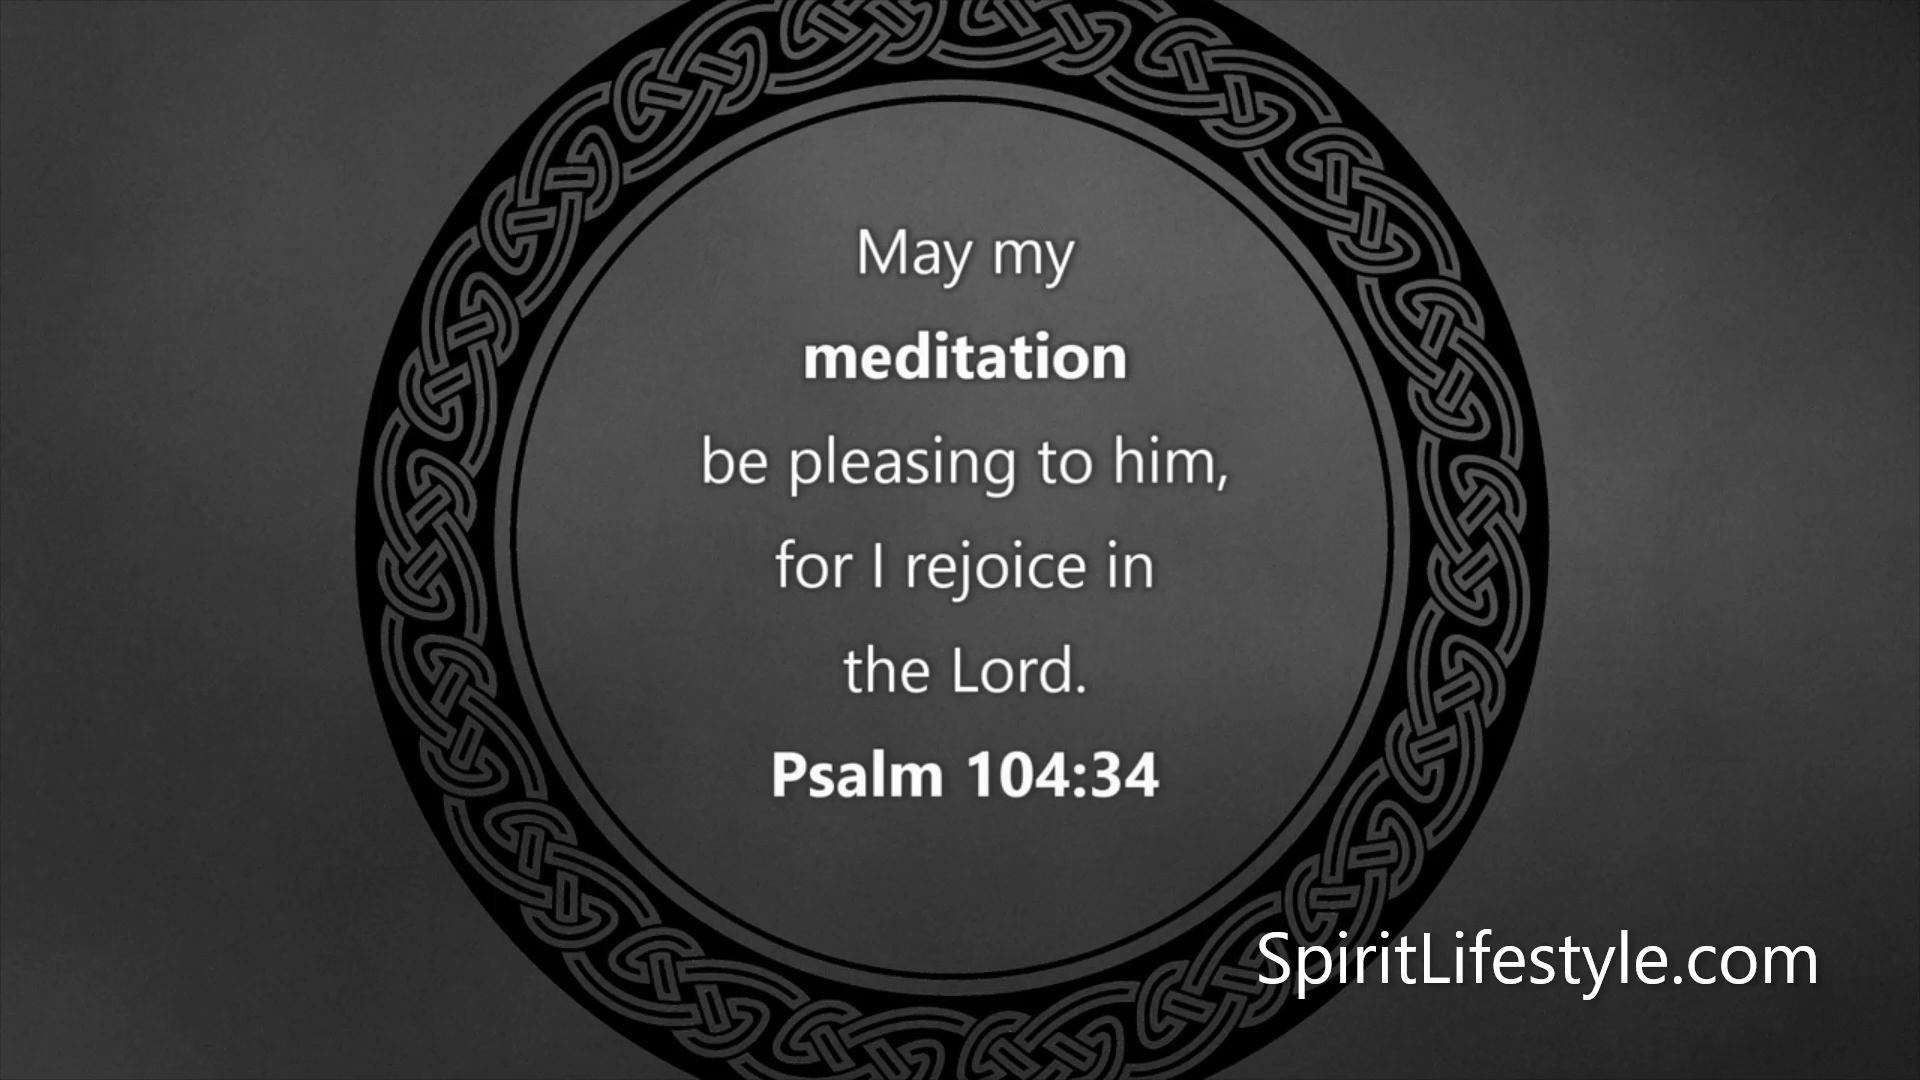 May my
meditation
be pleasing to him,
for I rejoice in
the Lord.
Psalm 104:34
SpiritLifestyle.com